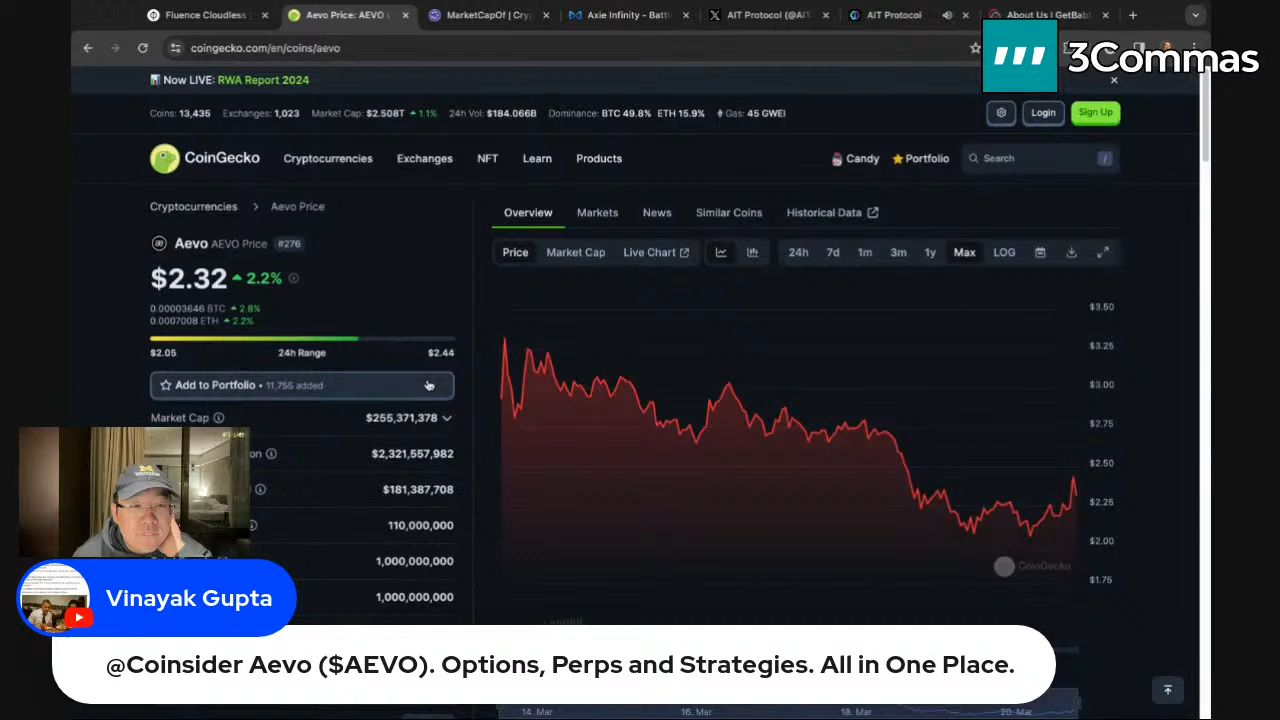 Fluence Cloudless
Aevo Price: AEVO
MarketCapOf | Cry
Axie Infinity - Battl
AIT Protocol (@AIT
AIT Protocol
About Us | GetBabt
coingecko.com/en/coins/aevo
3Commas
Now LIVE: RWA Report 2024
Coins: 13,435 Exchanges: 1,023 Market Cap: $2.508T 1.1% 24h Vol: $184.066B Dominance: BTC 49.8% ETH 15.9% Gas: 45 GWEI
Login
Sign Up
CoinGecko
Cryptocurrencies
Exchanges
NFT
Learn
Products
Candy
Portfolio
Search
/
Cryptocurrencies > Aevo Price
Overview
Markets
News
Similar Coins
Historical Data
Aevo AEVO Price #276
Price
Market Cap
Live Chart
24h
7d
1m
3m
1y
Max
LOG
$2.32 2.2%
0.00003646 BTC 2.8%
0.0007008 ETH 2.2%
$2.05 24h Range $2.44
Add to Portfolio • 11,755 added
Market Cap $255,371,378
on $2,321,557,982
$181,387,708
110,000,000
1,000,000,000
1,000,000,000
$3.50
$3.25
$3.00
$2.75
$2.50
$2.25
$2.00
$1.75
CoinGecko
14. Mar
16. Mar
18. Mar
20. Mar
Vinayak Gupta
@Coinsider Aevo ($AEVO). Options, Perps and Strategies. All in One Place.